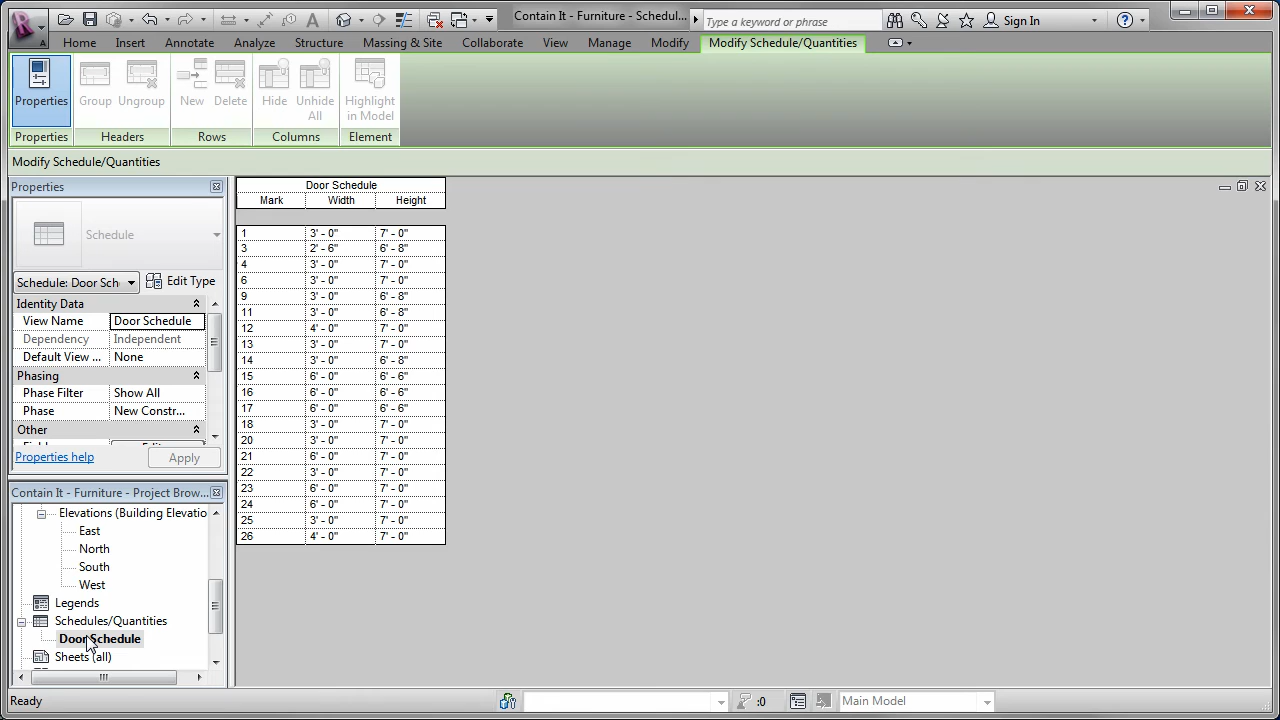 Contain It - Furniture - Schedul...
Type a keyword or phrase
Sign In
Home Insert Annotate Analyze Structure Massing & Site Collaborate View Manage Modify Modify Schedule/Quantities
Properties Group Ungroup New Delete Hide Unhide All Highlight in Model
Properties Headers Rows Columns Element
Modify Schedule/Quantities
Properties
Schedule
Schedule: Door Sch Edit Type
Identity Data
View Name Door Schedule
Dependency Independent
Default View ... None
Phasing
Phase Filter Show All
Phase New Constr...
Other
Properties help Apply
Contain It - Furniture - Project Brow...
Elevations (Building Elevatio
East
North
South
West
Legends
Schedules/Quantities
Door Schedule
Sheets (all)
Door Schedule
Mark Width Height
1 3' - 0" 7' - 0"
3 2' - 6" 6' - 8"
4 3' - 0" 7' - 0"
6 3' - 0" 7' - 0"
9 3' - 0" 6' - 8"
11 3' - 0" 6' - 8"
12 4' - 0" 7' - 0"
13 3' - 0" 7' - 0"
14 3' - 0" 6' - 8"
15 6' - 0" 6' - 6"
16 6' - 0" 6' - 6"
17 6' - 0" 6' - 6"
18 3' - 0" 7' - 0"
20 3' - 0" 7' - 0"
21 6' - 0" 7' - 0"
22 3' - 0" 7' - 0"
23 6' - 0" 7' - 0"
24 6' - 0" 7' - 0"
25 3' - 0" 7' - 0"
26 4' - 0" 7' - 0"
Ready
:0
Main Model